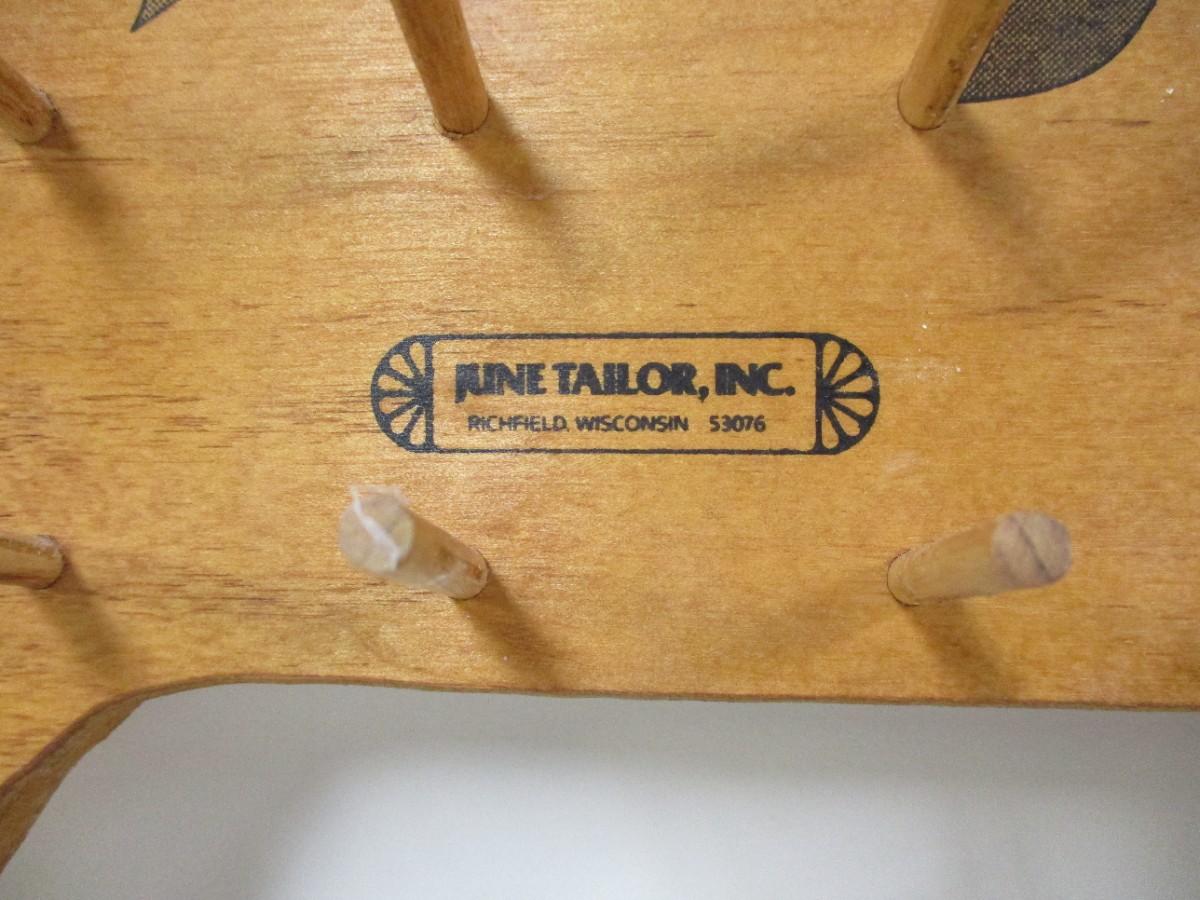 JUNE TAILOR, INC.
RICHFIELD, WISCONSIN 53076